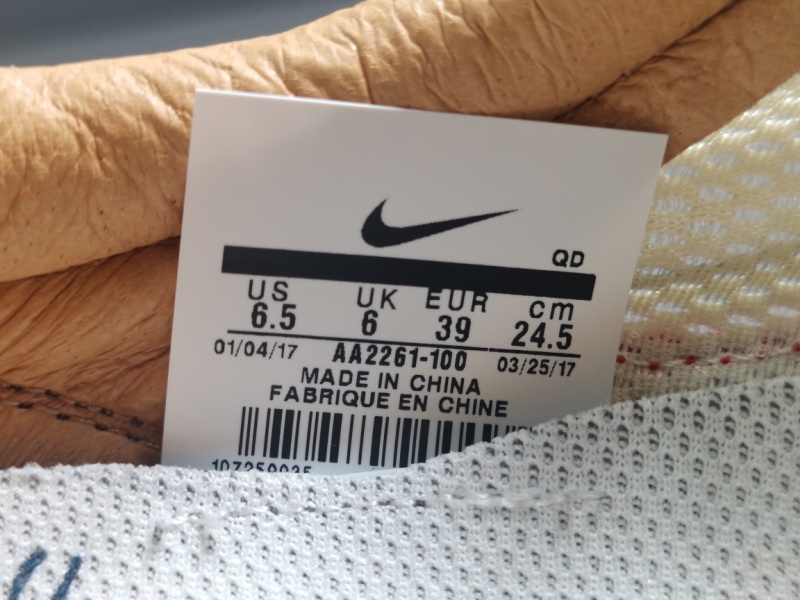 QD
US UK EUR cm
6.5 6 39 24.5
01/04/17 AA2261-100 03/25/17
MADE IN CHINA
FABRIQUE EN CHINE